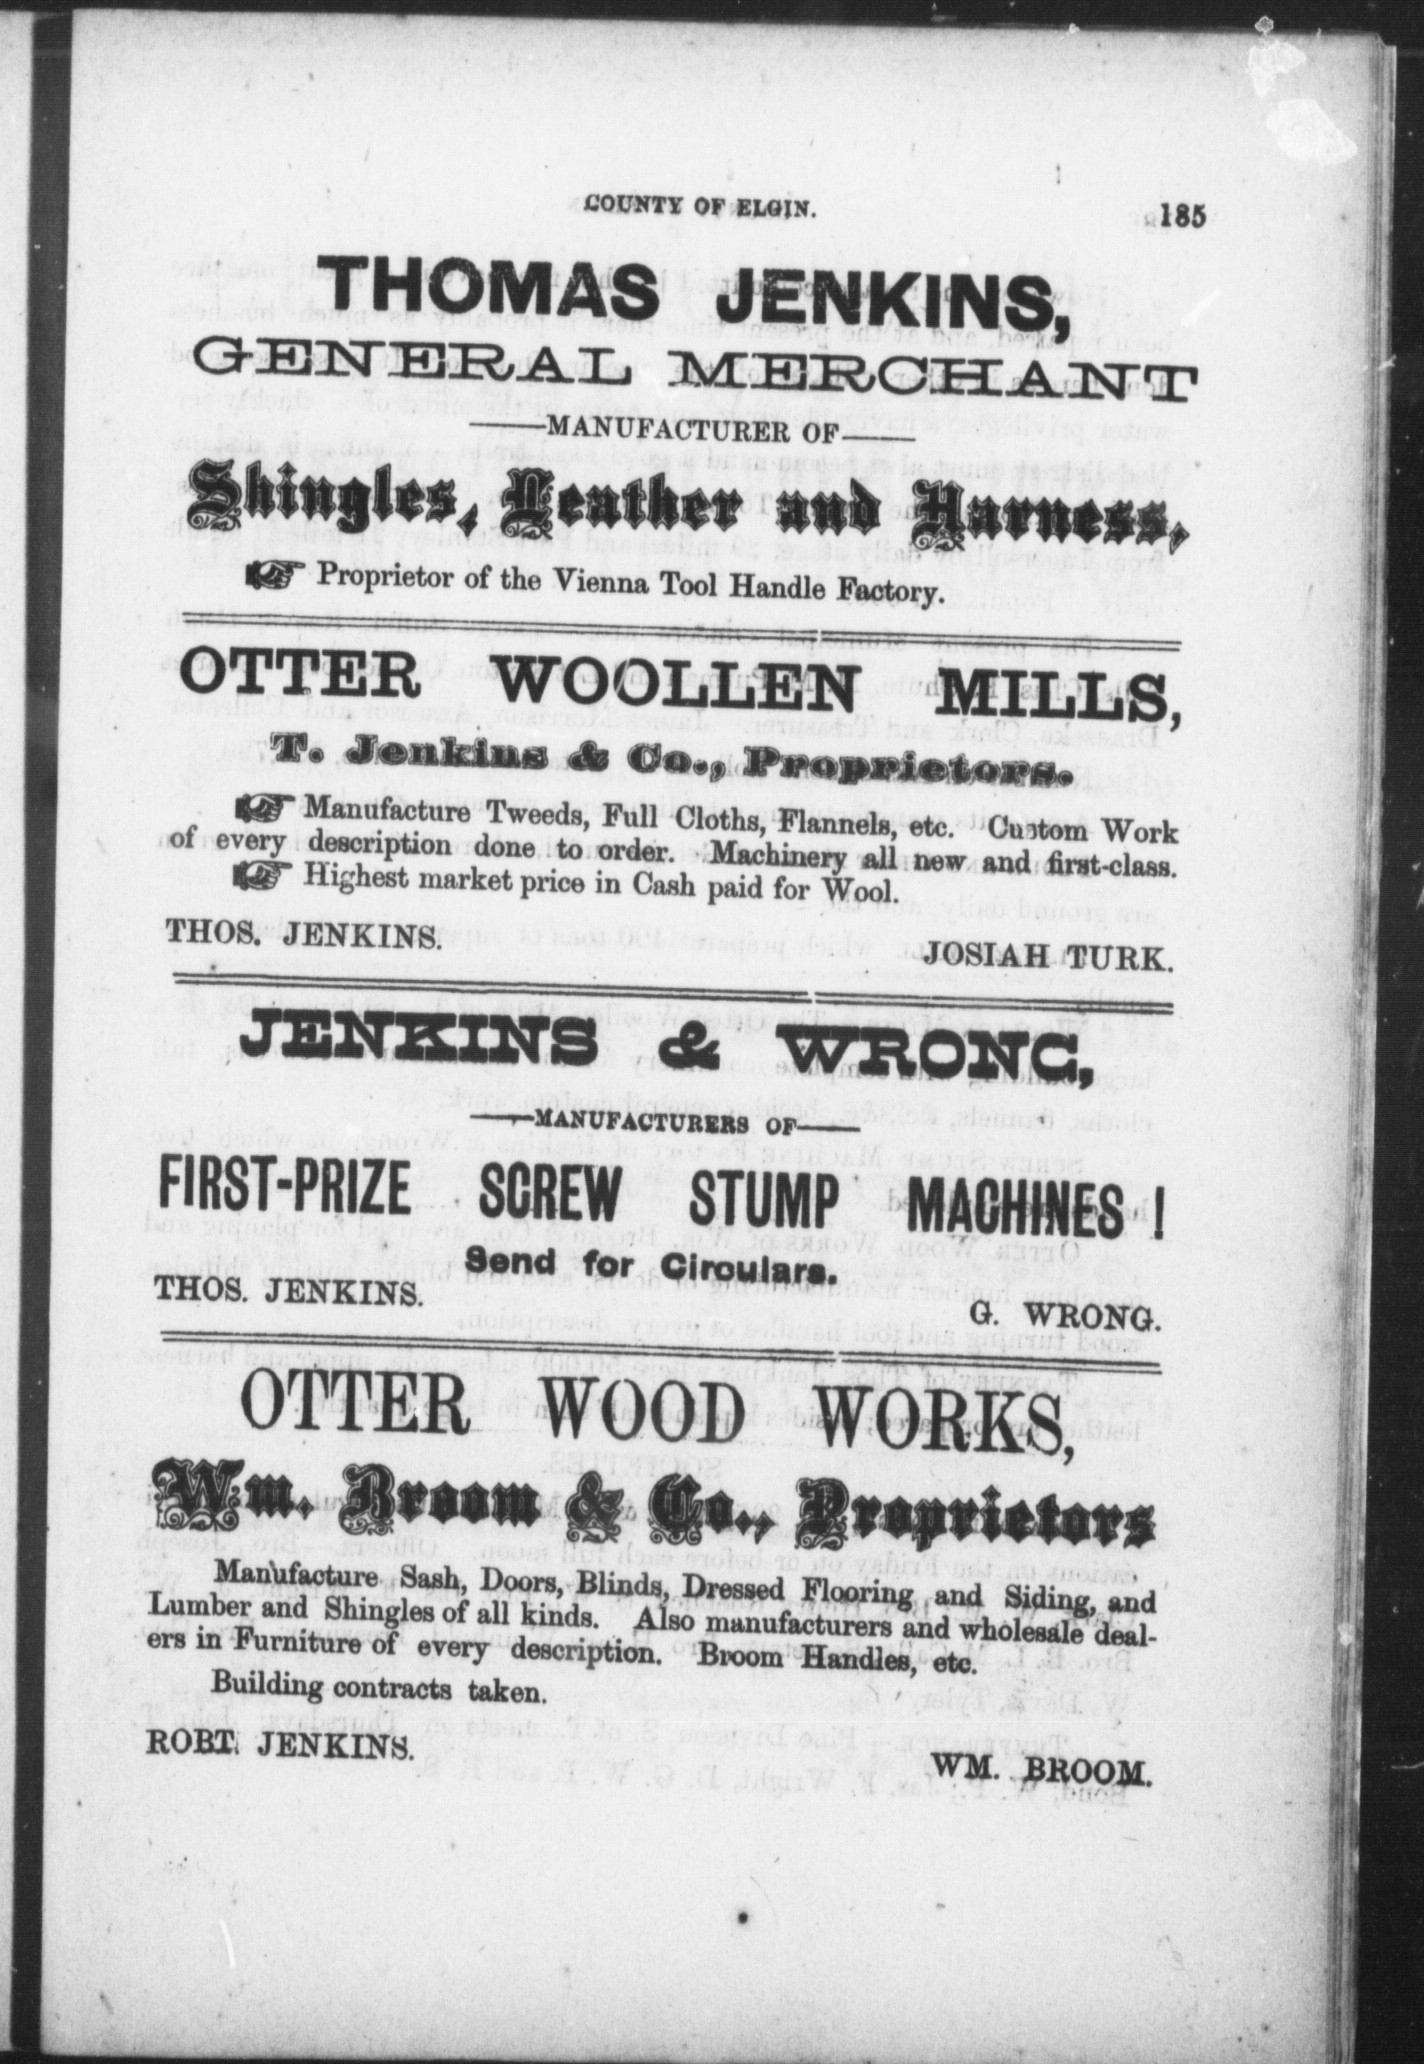 COUNTY OF ELGIN. 185
THOMAS JENKINS,
GENERAL MERCHANT
——MANUFACTURER OF——
Shingles, Leather and Harness,
☞ Proprietor of the Vienna Tool Handle Factory.
OTTER WOOLLEN MILLS,
T. Jenkins & Co., Proprietors.
☞ Manufacture Tweeds, Full Cloths, Flannels, etc. Custom Work
of every description done to order. Machinery all new and first-class.
☞ Highest market price in Cash paid for Wool.
THOS. JENKINS. JOSIAH TURK.
JENKINS & WRONG,
——MANUFACTURERS OF——
FIRST-PRIZE SCREW STUMP MACHINES!
Send for Circulars.
THOS. JENKINS. G. WRONG.
OTTER WOOD WORKS,
Wm. Broom & Co., Proprietors
Manufacture Sash, Doors, Blinds, Dressed Flooring and Siding, and
Lumber and Shingles of all kinds. Also manufacturers and wholesale deal-
ers in Furniture of every description. Broom Handles, etc.
Building contracts taken.
ROBT. JENKINS. WM. BROOM.